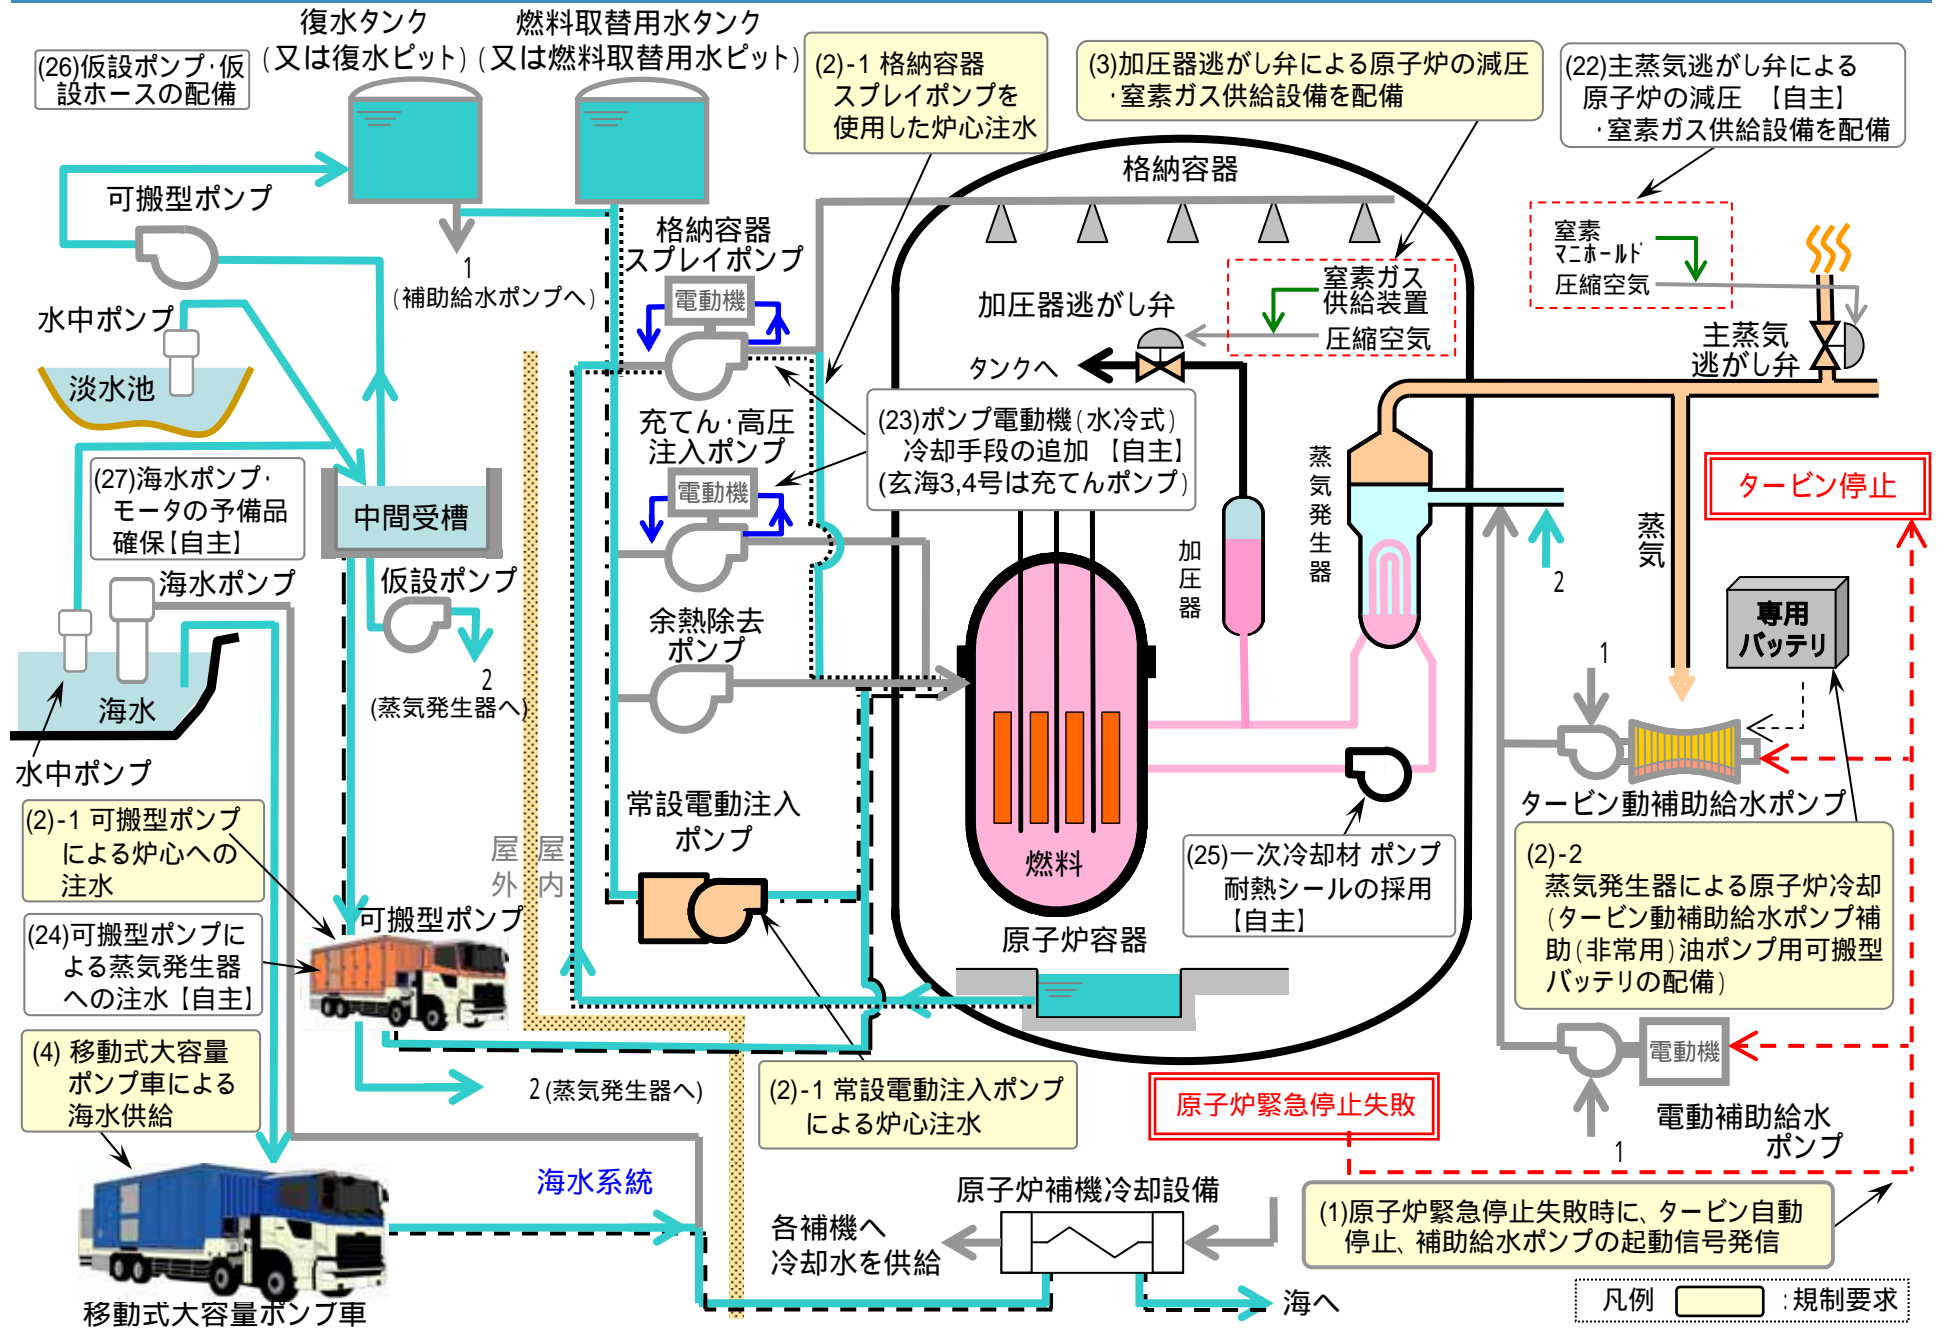 復水タンク
(又は復水ピット)
燃料取替用水タンク
(又は燃料取替用水ピット)
(26)仮設ポンプ・仮
設ホースの配備
(2)-1 格納容器
スプレイポンプを
使用した炉心注水
(3)加圧器逃がし弁による原子炉の減圧
・窒素ガス供給設備を配備
(22)主蒸気逃がし弁による
原子炉の減圧 【自主】
・窒素ガス供給設備を配備
可搬型ポンプ
1
(補助給水ポンプへ)
格納容器
スプレイポンプ
電動機
格納容器
窒素ガス
供給装置
圧縮空気
加圧器逃がし弁
タンクへ
窒素
マニホールド
圧縮空気
主蒸気
逃がし弁
水中ポンプ
淡水池
(23)ポンプ電動機(水冷式)
冷却手段の追加 【自主】
(玄海3,4号は充てんポンプ)
充てん・高圧
注入ポンプ
電動機
(27)海水ポンプ・
モータの予備品
確保【自主】
中間受槽
蒸気発生器
加圧器
タービン停止
蒸気
2
海水ポンプ
仮設ポンプ
2
(蒸気発生器へ)
余熱除去
ポンプ
専用
バッテリ
1
海水
水中ポンプ
タービン動補助給水ポンプ
(2)-1 可搬型ポンプ
による炉心への
注水
常設電動注入
ポンプ
屋外
屋内
燃料
原子炉容器
(25)一次冷却材 ポンプ
耐熱シールの採用
【自主】
(2)-2
蒸気発生器による原子炉冷却
(タービン動補助給水ポンプ補
助(非常用)油ポンプ用可搬型
バッテリの配備)
可搬型ポンプ
(24)可搬型ポンプに
よる蒸気発生器
への注水【自主】
(4) 移動式大容量
ポンプ車による
海水供給
2(蒸気発生器へ)
(2)-1 常設電動注入ポンプ
による炉心注水
原子炉緊急停止失敗
電動機
電動補助給水
ポンプ
1
海水系統
原子炉補機冷却設備
各補機へ
冷却水を供給
海へ
(1)原子炉緊急停止失敗時に、タービン自動
停止、補助給水ポンプの起動信号発信
移動式大容量ポンプ車
凡例 :規制要求